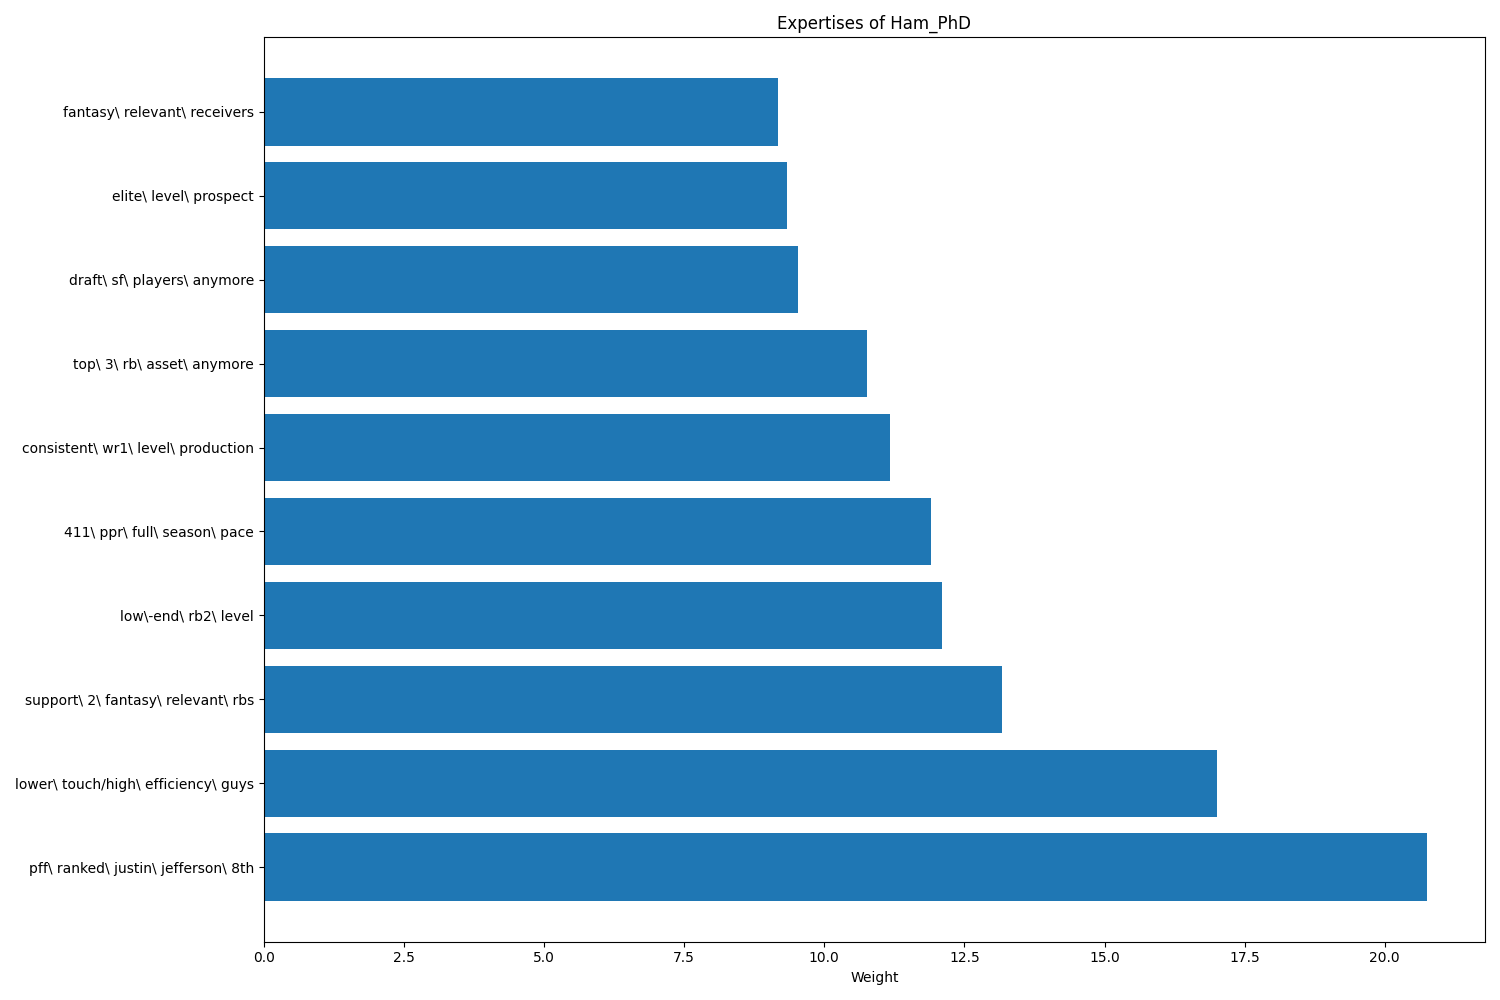 Expertises of Ham_PhD
fantasy\ relevant\ receivers
elite\ level\ prospect
draft\ sf\ players\ anymore
top\ 3\ rb\ asset\ anymore
consistent\ wr1\ level\ production
411\ ppr\ full\ season\ pace
low\-end\ rb2\ level
support\ 2\ fantasy\ relevant\ rbs
lower\ touch/high\ efficiency\ guys
pff\ ranked\ justin\ jefferson\ 8th
0.0 2.5 5.0 7.5 10.0 12.5 15.0 17.5 20.0
Weight